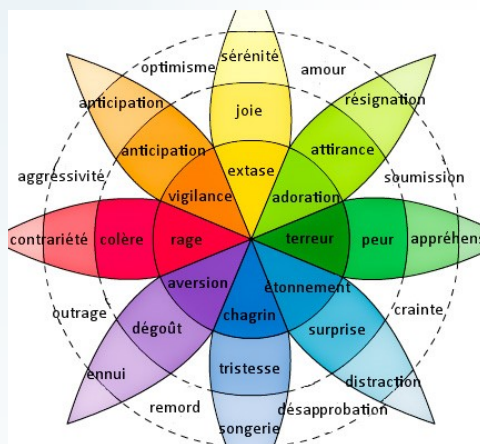 sérénité
optimisme
amour
anticipation
résignation
joie
anticipation
attirance
extase
aggressivité
soumission
vigilance
adoration
contrariété
colère
rage
terreur
peur
appréhens
aversion
étonnement
outrage
chagrin
crainte
dégoût
surprise
tristesse
ennui
distraction
remord
désapprobation
songerie